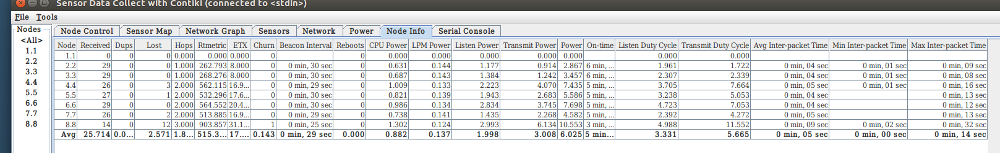 Sensor Data Collect with Contiki (connected to <stdin>)
File Tools
Nodes Node Control Sensor Map Network Graph Sensors Network Power Node Info Serial Console
<All>
1.1
2.2
3.3
4.4
5.5
6.6
7.7
8.8
Node Received Dups Lost Hops Rtmetric ETX Churn Beacon Interval Reboots CPU Power LPM Power Listen Power Transmit Power Power On-time Listen Duty Cycle Transmit Duty Cycle Avg Inter-packet Time Min Inter-packet Time Max Inter-packet Time
1.1 0 0 0 0.000 0.000 0.000 0 0 0.000 0.000 0.000 0.000 0.000 0.000 0.000
2.2 29 0 0 1.000 262.793 8.000 0 0 min, 30 sec 0 0.631 0.144 1.177 0.914 2.867 6 min, ... 1.961 1.722 0 min, 04 sec 0 min, 01 sec 0 min, 09 sec
3.3 29 0 0 1.000 268.276 8.000 0 0 min, 30 sec 0 0.687 0.143 1.384 1.242 3.457 6 min, ... 2.307 2.339 0 min, 04 sec 0 min, 01 sec 0 min, 08 sec
4.4 26 0 3 2.000 562.115 16.9... 0 0 min, 29 sec 0 1.009 0.133 2.223 4.070 7.435 5 min, ... 3.705 7.664 0 min, 05 sec 0 min, 01 sec 0 min, 16 sec
5.5 27 0 1 2.000 532.296 17.6... 0 0 min, 30 sec 0 0.821 0.139 1.943 2.683 5.586 5 min, ... 3.238 5.053 0 min, 04 sec 0 min, 13 sec
6.6 29 0 0 2.000 564.552 20.4... 0 0 min, 30 sec 0 0.986 0.134 2.834 3.745 7.698 5 min, ... 4.723 7.053 0 min, 04 sec 0 min, 12 sec
7.7 26 0 2 2.000 513.885 16.9... 0 0 min, 29 sec 0 0.738 0.141 1.435 2.268 4.582 5 min, ... 2.392 4.272 0 min, 05 sec 0 min, 13 sec
8.8 14 0 12 3.000 903.857 31.1... 1 0 min, 25 sec 0 1.302 0.124 2.993 6.134 10.553 3 min, ... 4.988 11.552 0 min, 09 sec 0 min, 02 sec 0 min, 32 sec
Avg 25.714 0.0... 2.571 1.8... 515.3... 17.... 0.143 0 min, 29 sec 0.000 0.882 0.137 1.998 3.008 6.025 5 min... 3.331 5.665 0 min, 05 sec 0 min, 00 sec 0 min, 14 sec